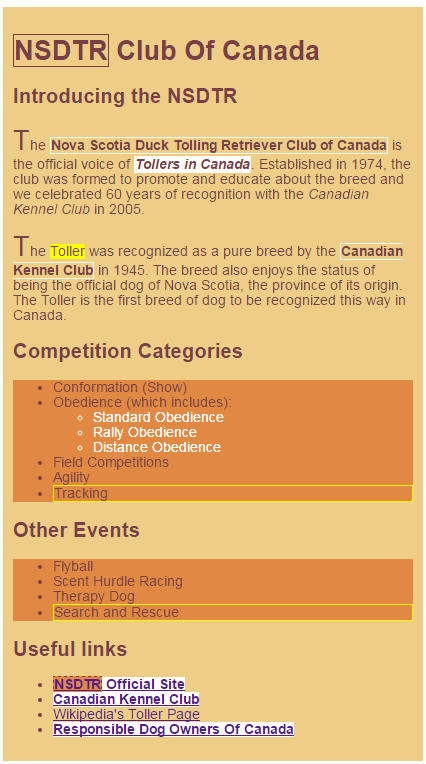 NSDTR Club Of Canada
Introducing the NSDTR
The Nova Scotia Duck Tolling Retriever Club of Canada is
the official voice of Tollers in Canada. Established in 1974, the
club was formed to promote and educate about the breed and
we celebrated 60 years of recognition with the Canadian
Kennel Club in 2005.
The Toller was recognized as a pure breed by the Canadian
Kennel Club in 1945. The breed also enjoys the status of
being the official dog of Nova Scotia, the province of its origin.
The Toller is the first breed of dog to be recognized this way in
Canada.
Competition Categories
Conformation (Show)
Obedience (which includes):
Standard Obedience
Rally Obedience
Distance Obedience
Field Competitions
Agility
Tracking
Other Events
Flyball
Scent Hurdle Racing
Therapy Dog
Search and Rescue
Useful links
NSDTR Official Site
Canadian Kennel Club
Wikipedia's Toller Page
Responsible Dog Owners Of Canada